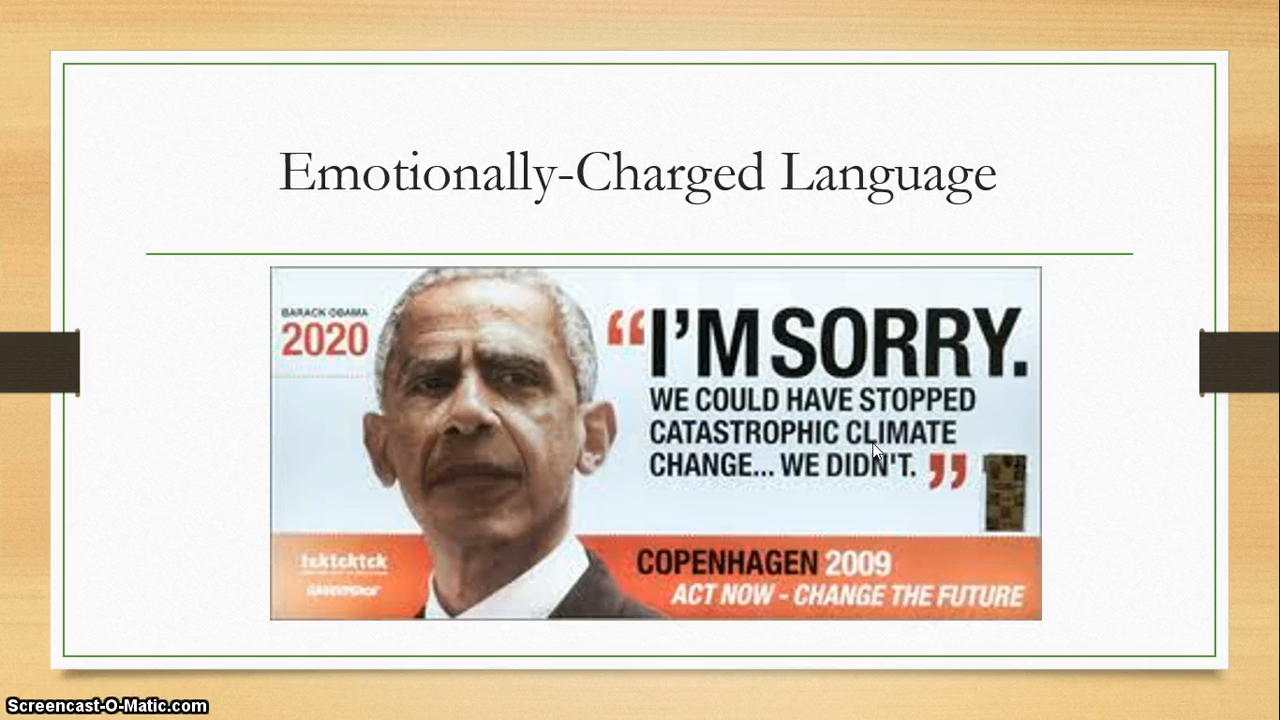 Emotionally-Charged Language
BARACK OBAMA
2020
“I'M SORRY.
WE COULD HAVE STOPPED
CATASTROPHIC CLIMATE
CHANGE... WE DIDN'T.”
tcktcktck
GREENPEACE
COPENHAGEN 2009
ACT NOW - CHANGE THE FUTURE
Screencast-O-Matic.com